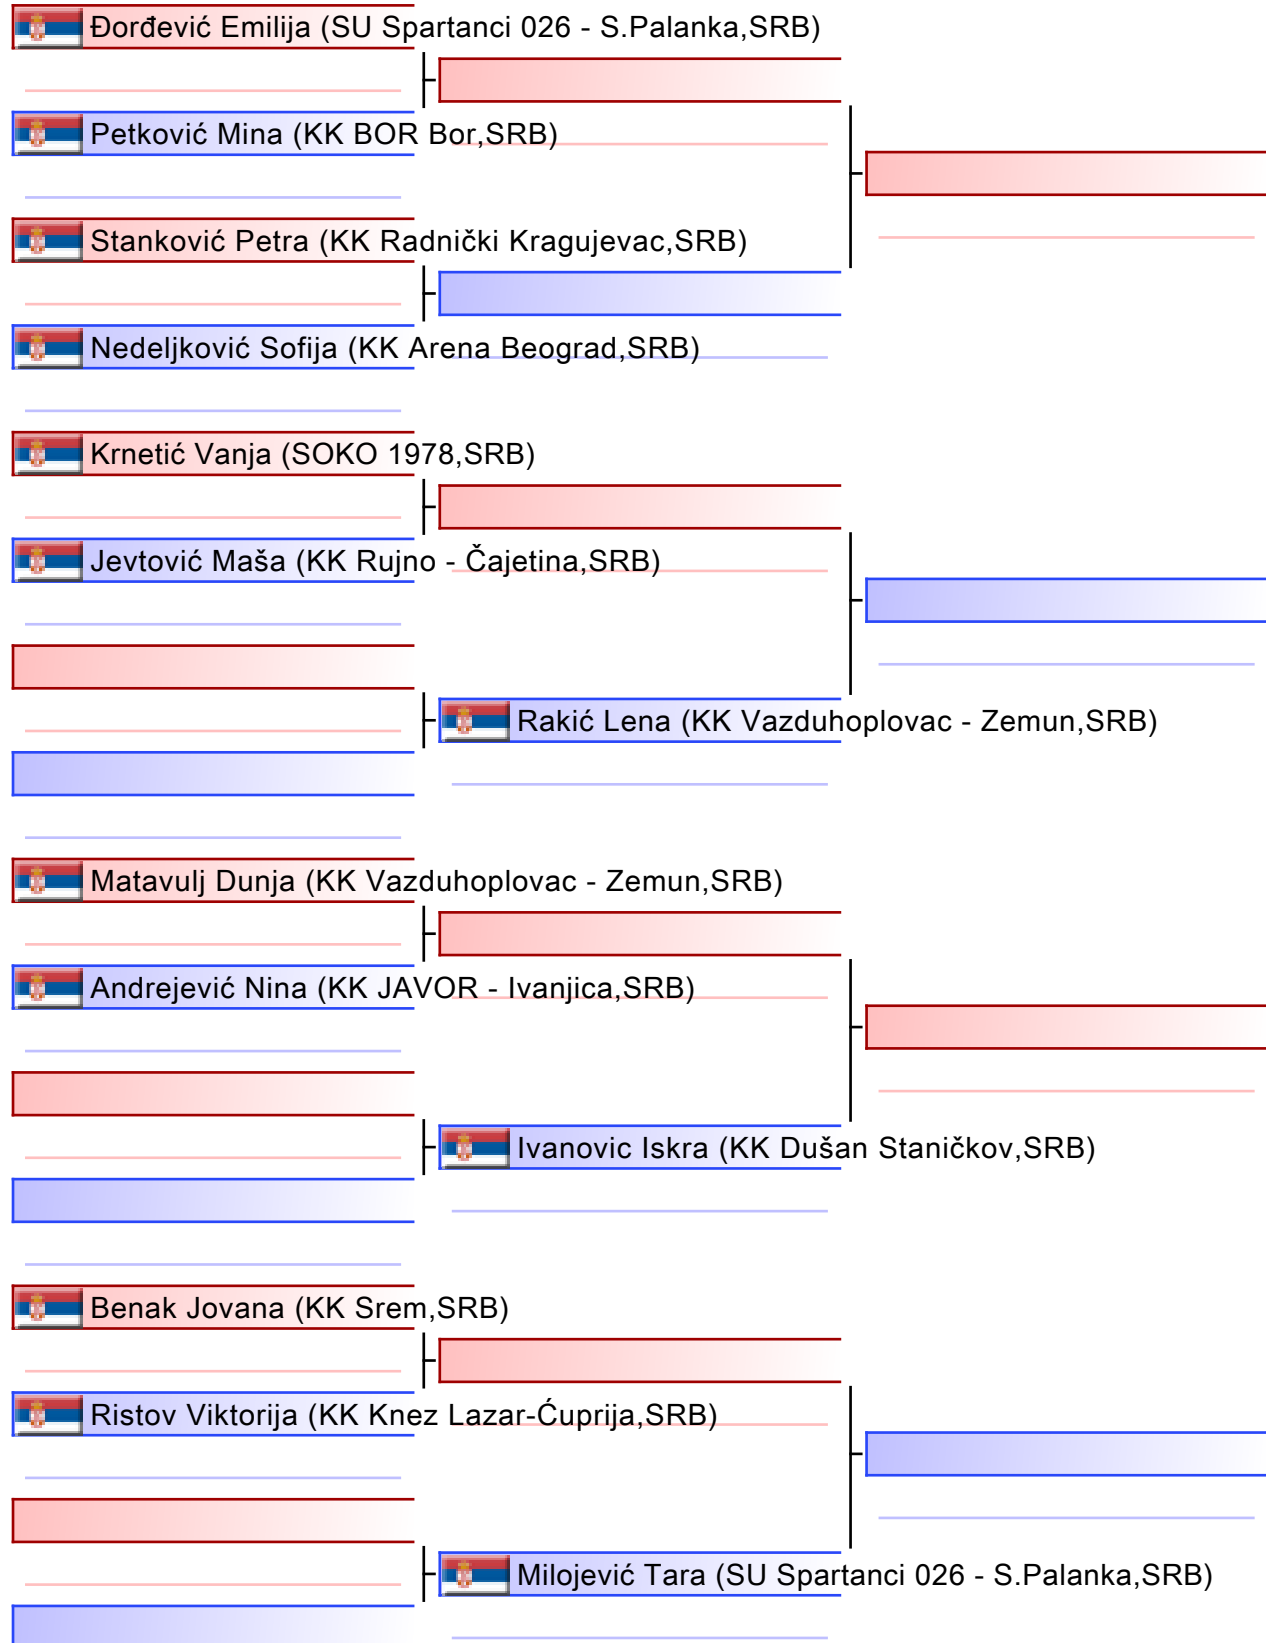 Đorđević Emilija (SU Spartanci 026 - S.Palanka,SRB)
Petković Mina (KK BOR Bor,SRB)
Stanković Petra (KK Radnički Kragujevac,SRB)
Nedeljković Sofija (KK Arena Beograd,SRB)
Krnetić Vanja (SOKO 1978,SRB)
Jevtović Maša (KK Rujno - Čajetina,SRB)
Rakić Lena (KK Vazduhoplovac - Zemun,SRB)
Matavulj Dunja (KK Vazduhoplovac - Zemun,SRB)
Andrejević Nina (KK JAVOR - Ivanjica,SRB)
Ivanovic Iskra (KK Dušan Staničkov,SRB)
Benak Jovana (KK Srem,SRB)
Ristov Viktorija (KK Knez Lazar-Ćuprija,SRB)
Milojević Tara (SU Spartanci 026 - S.Palanka,SRB)